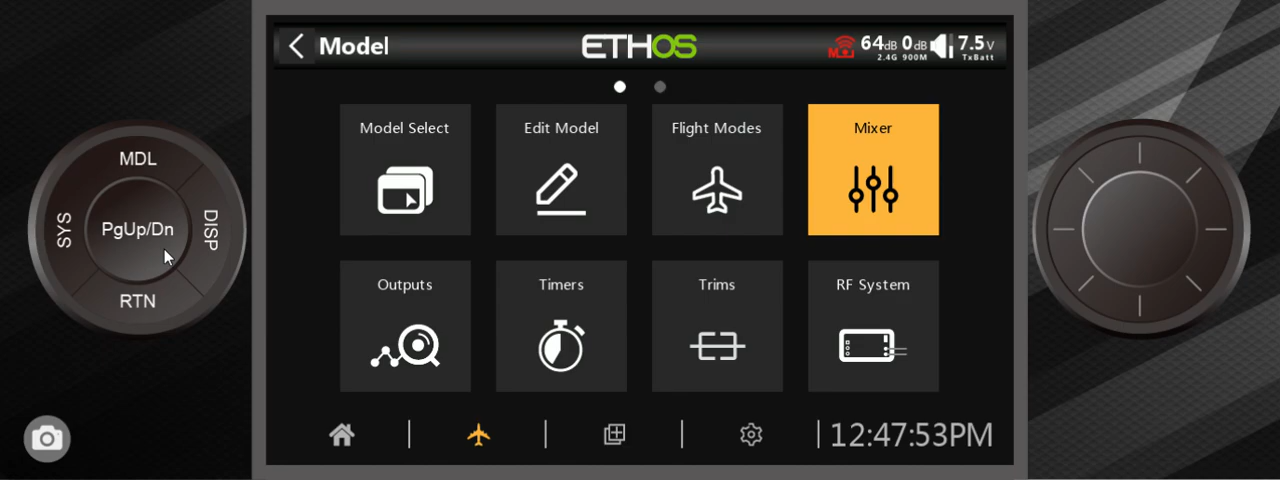 Model
ETHOS
64dB 0dB 7.5V
2.4G 900M TxBatt
MDL
SYS
PgUp/Dn
DISP
RTN
Model Select
Edit Model
Flight Modes
Mixer
Outputs
Timers
Trims
RF System
12:47:53PM